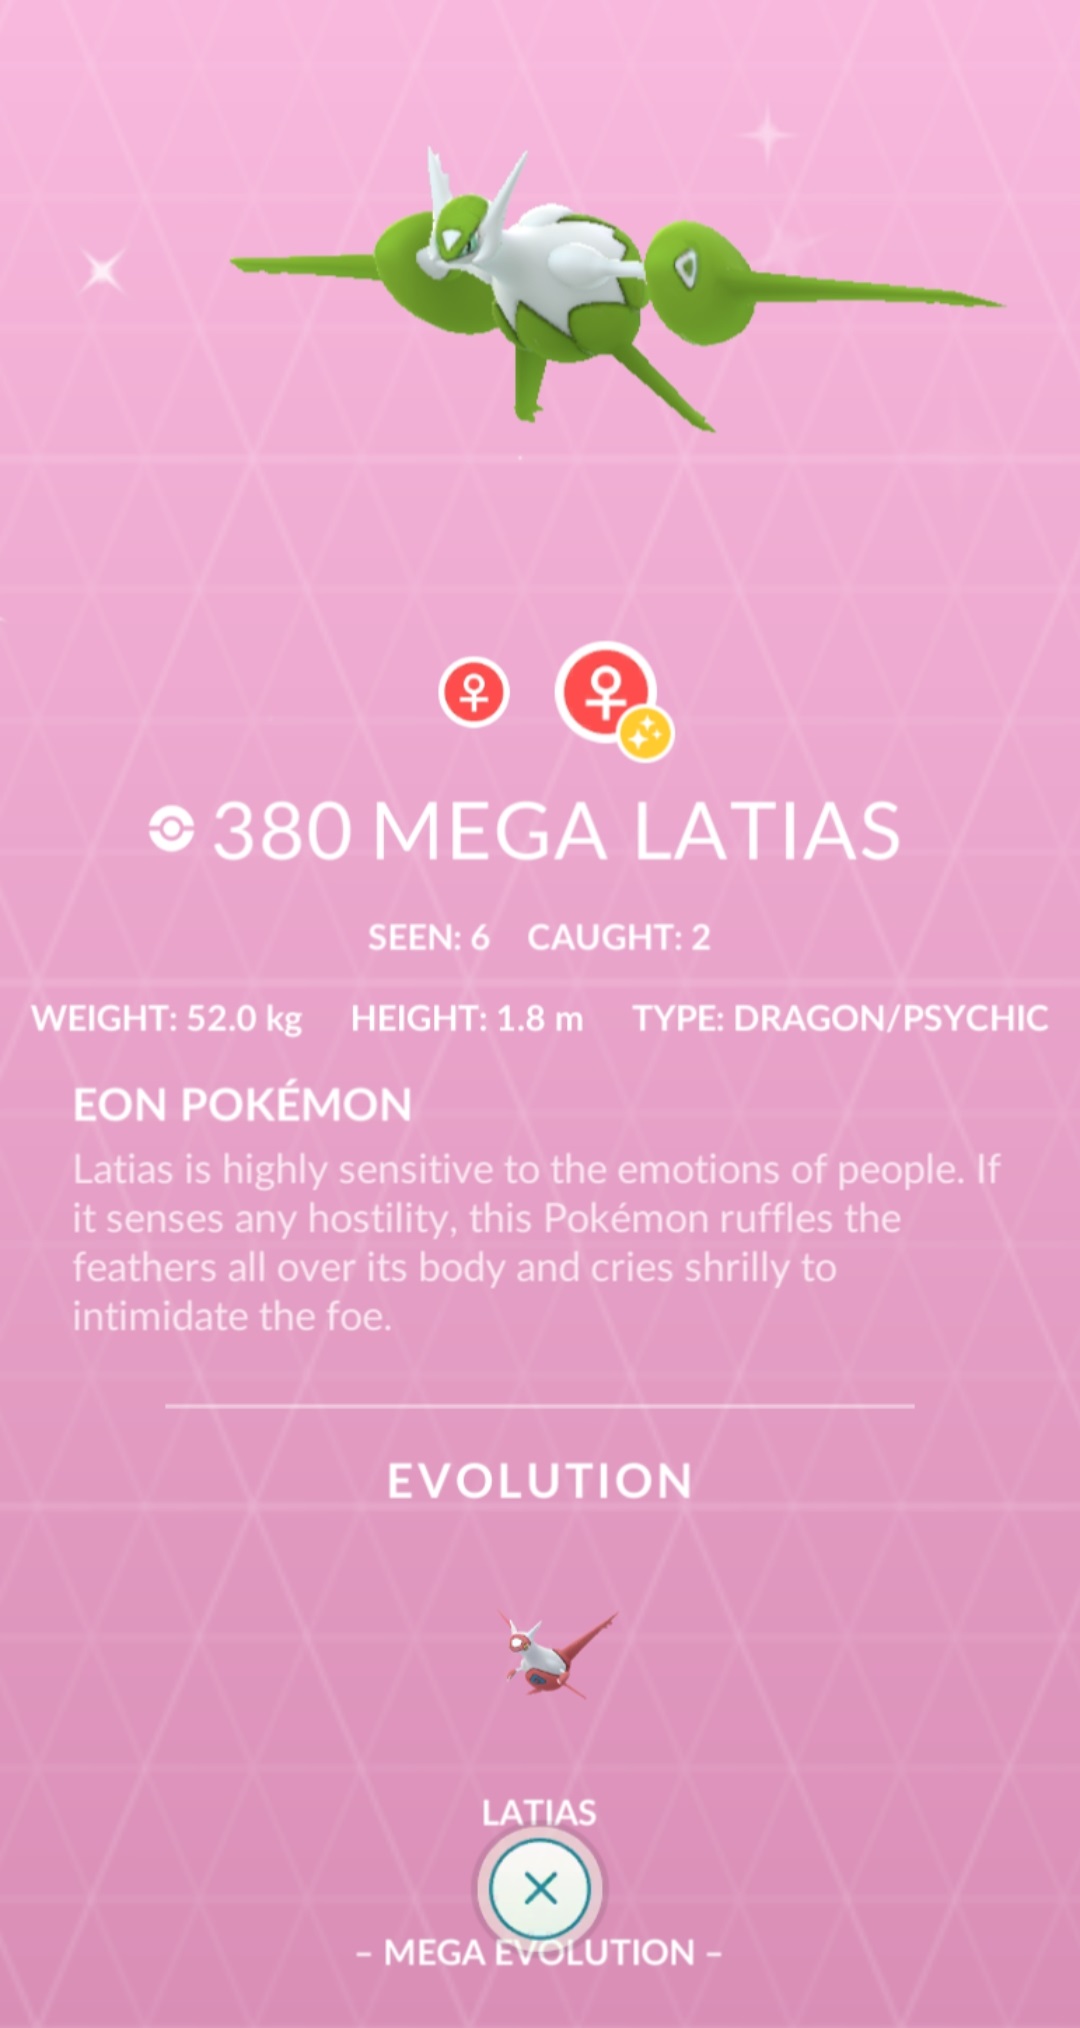 380 MEGA LATIAS
SEEN: 6 CAUGHT: 2
WEIGHT: 52.0 kg HEIGHT: 1.8 m TYPE: DRAGON/PSYCHIC
EON POKÉMON
Latias is highly sensitive to the emotions of people. If
it senses any hostility, this Pokémon ruffles the
feathers all over its body and cries shrilly to
intimidate the foe.
EVOLUTION
LATIAS
– MEGA EVOLUTION –